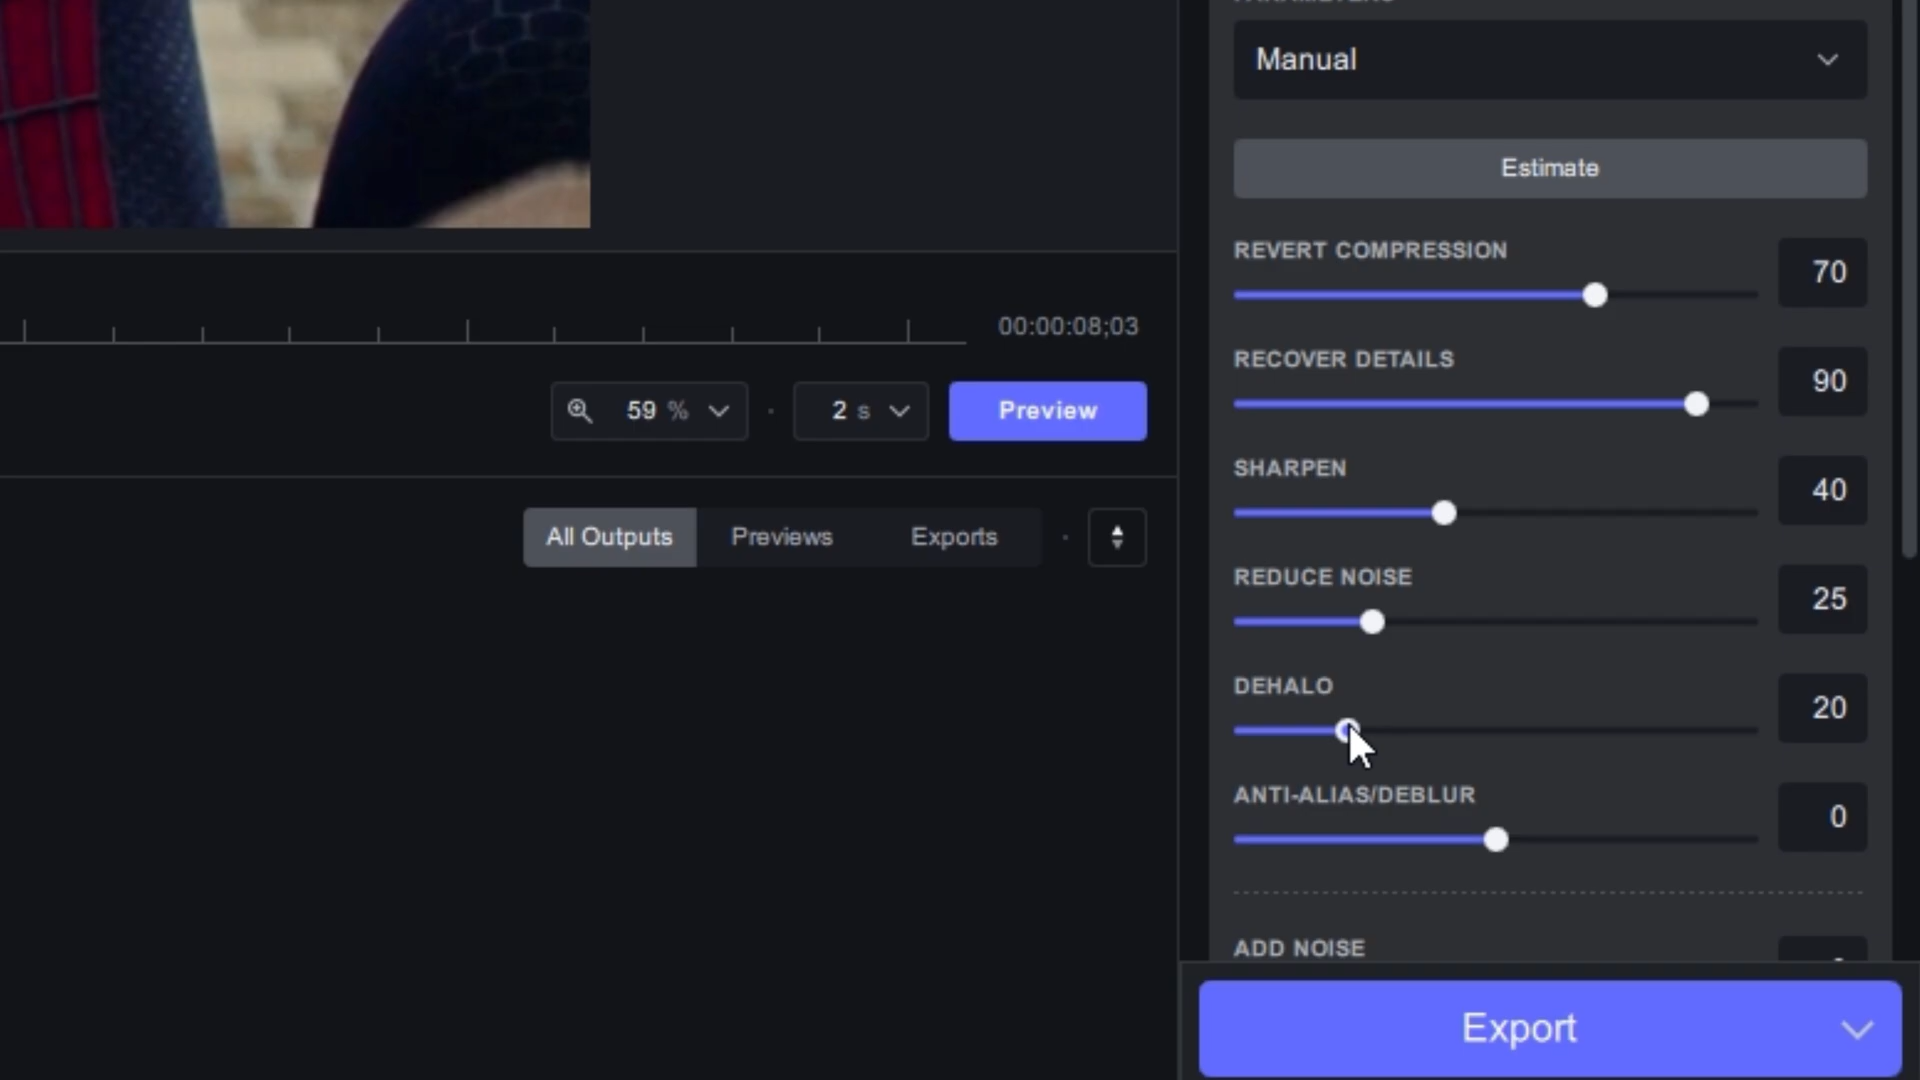 PARAMETERS
Manual
Estimate
REVERT COMPRESSION
70
00:00:08;03
RECOVER DETAILS
90
59 %
2 s
Preview
SHARPEN
40
All Outputs
Previews
Exports
REDUCE NOISE
25
DEHALO
20
ANTI-ALIAS/DEBLUR
0
ADD NOISE
Export